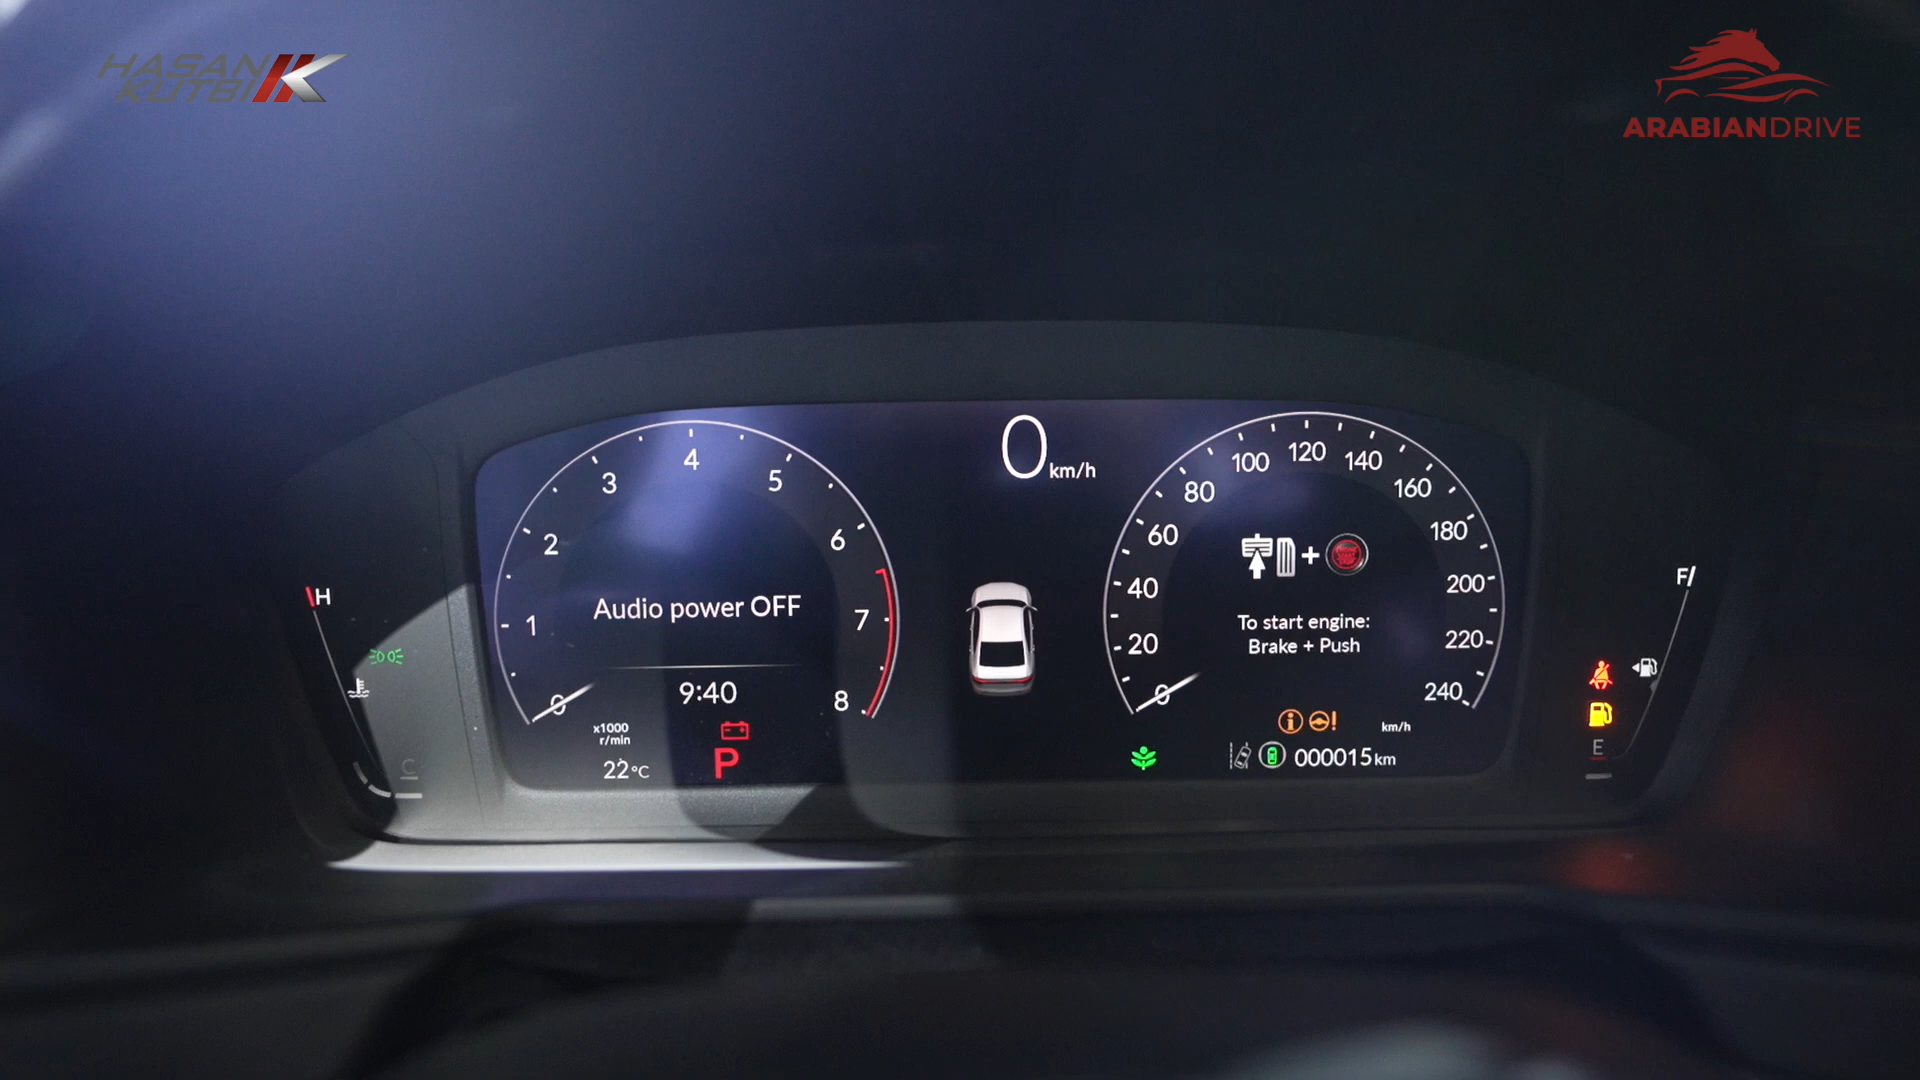 HASAN
KUTBI
ARABIANDRIVE
0 km/h
0 1 2 3 4 5 6 7 8
0 20 40 60 80 100 120 140 160 180 200 220 240
H
F
Audio power OFF
To start engine:
Brake + Push
9:40
x1000
r/min
km/h
P
22°C
000015 km
C
E